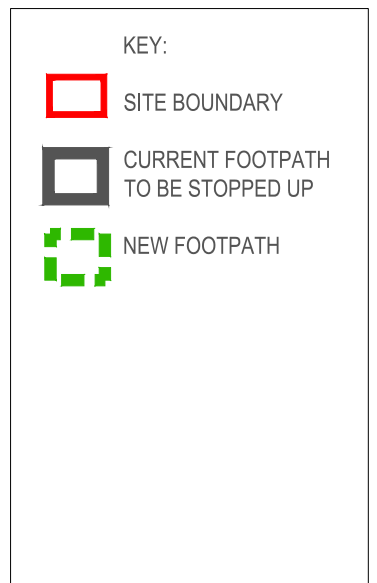 KEY:
SITE BOUNDARY
CURRENT FOOTPATH
TO BE STOPPED UP
NEW FOOTPATH